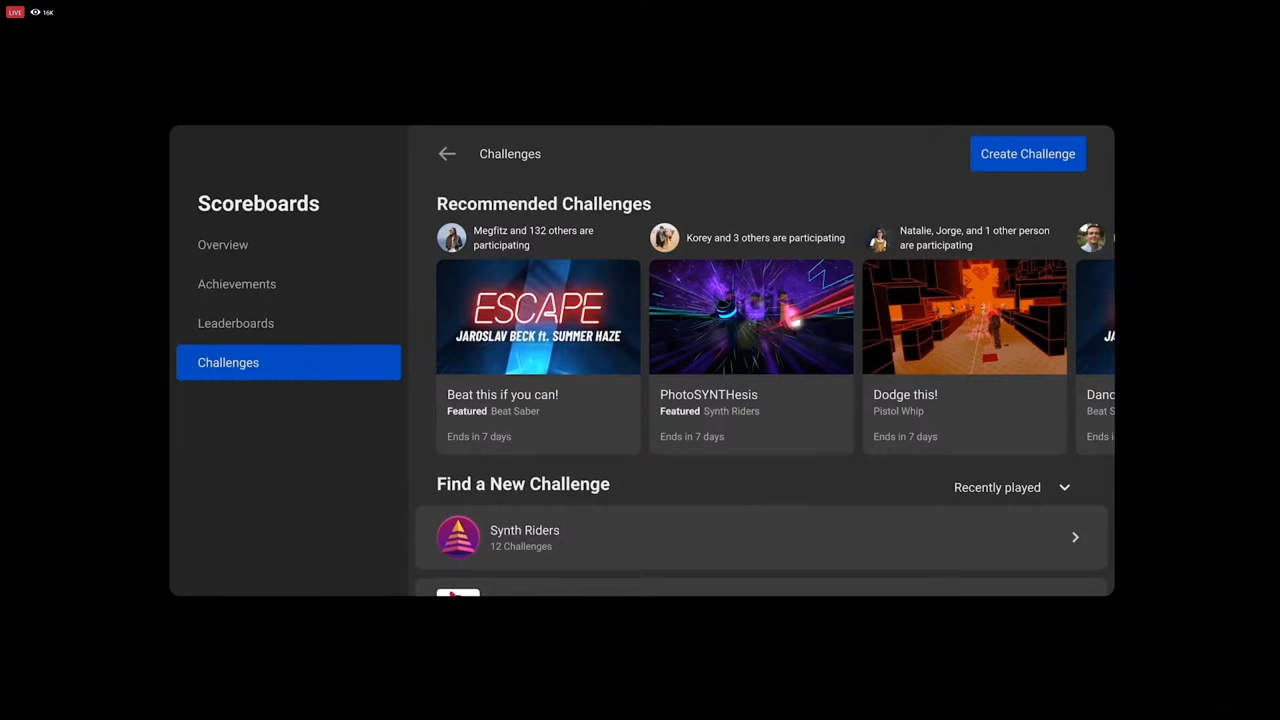 LIVE
16K
Scoreboards
Overview
Achievements
Leaderboards
Challenges
Challenges
Create Challenge
Recommended Challenges
Megfitz and 132 others are
participating
Korey and 3 others are participating
Natalie, Jorge, and 1 other person
are participating
ESCAPE
JAROSLAV BECK ft. SUMMER HAZE
Beat this if you can!
Featured Beat Saber
Ends in 7 days
PhotoSYNTHesis
Featured Synth Riders
Ends in 7 days
Dodge this!
Pistol Whip
Ends in 7 days
Find a New Challenge
Recently played
Synth Riders
12 Challenges